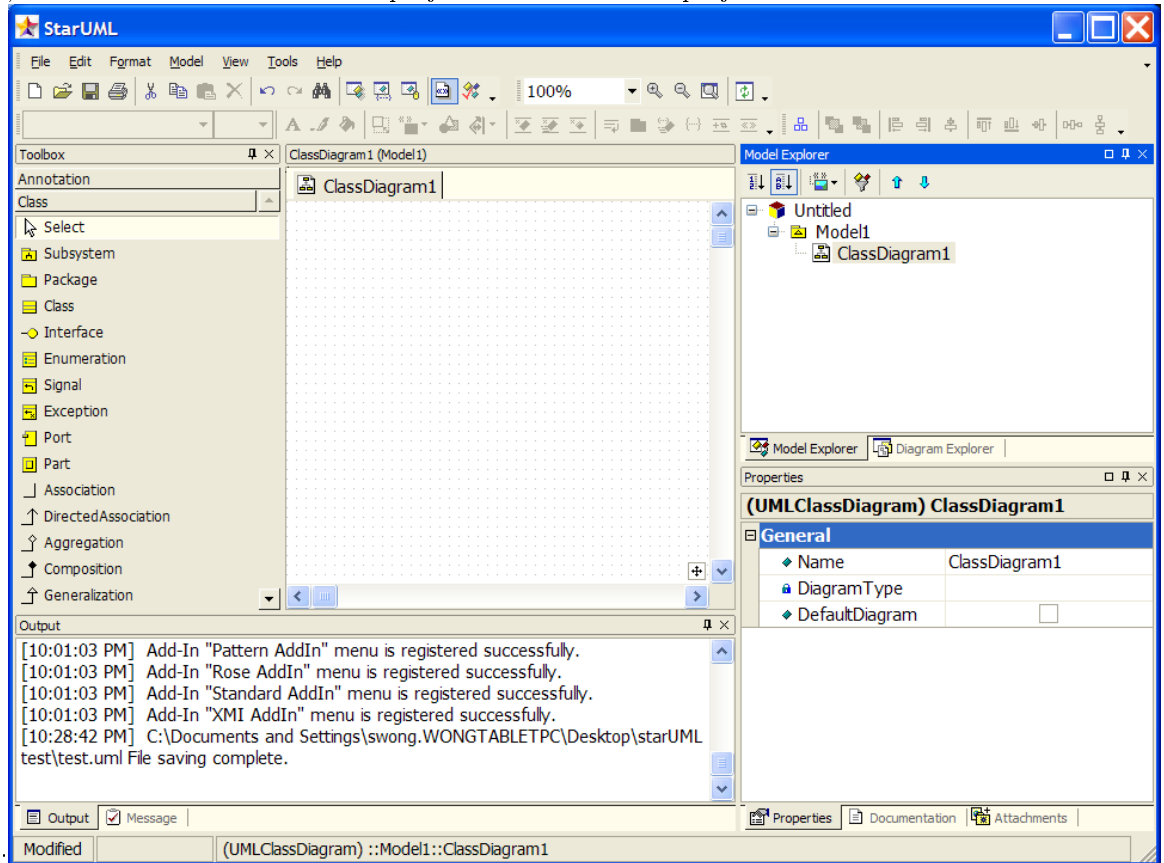 StarUML
File Edit Format Model View Tools Help
100%
Toolbox
ClassDiagram1 (Model1)
Model Explorer
Annotation
Class
ClassDiagram1
Select
Subsystem
Package
Class
Interface
Enumeration
Signal
Exception
Port
Part
Association
DirectedAssociation
Aggregation
Composition
Generalization
Untitled
Model1
ClassDiagram1
Model Explorer Diagram Explorer
Properties
(UMLClassDiagram) ClassDiagram1
General
Name ClassDiagram1
DiagramType
DefaultDiagram
Output
[10:01:03 PM] Add-In "Pattern AddIn" menu is registered successfully.
[10:01:03 PM] Add-In "Rose AddIn" menu is registered successfully.
[10:01:03 PM] Add-In "Standard AddIn" menu is registered successfully.
[10:01:03 PM] Add-In "XMI AddIn" menu is registered successfully.
[10:28:42 PM] C:\Documents and Settings\swong.WONGTABLETPC\Desktop\starUML
test\test.uml File saving complete.
Output Message
Properties Documentation Attachments
Modified (UMLClassDiagram) ::Model1::ClassDiagram1